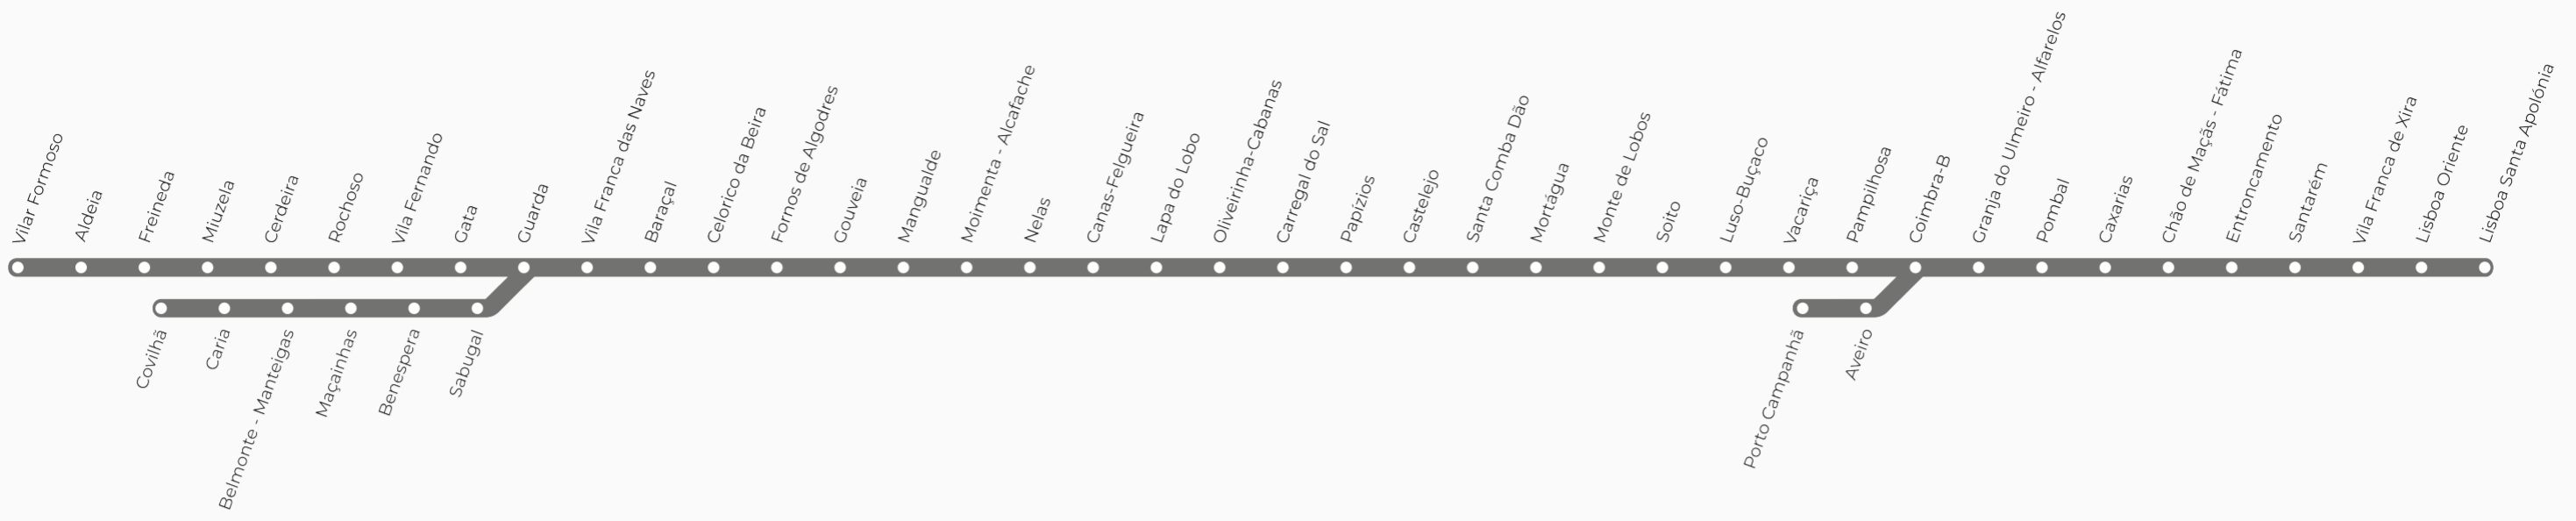 Vilar Formoso
Aldeia
Freineda
Miuzela
Cerdeira
Rochoso
Vila Fernando
Gata
Guarda
Vila Franca das Naves
Baraçal
Celorico da Beira
Fornos de Algodres
Gouveia
Mangualde
Moimenta - Alcafache
Nelas
Canas-Felgueira
Lapa do Lobo
Oliveirinha-Cabanas
Carregal do Sal
Papízios
Castelejo
Santa Comba Dão
Mortágua
Monte de Lobos
Soito
Luso-Buçaco
Vacariça
Pampilhosa
Coimbra-B
Granja do Ulmeiro - Alfarelos
Pombal
Caxarias
Chão de Maçãs - Fátima
Entroncamento
Santarém
Vila Franca de Xira
Lisboa Oriente
Lisboa Santa Apolónia
Covilhã
Caria
Belmonte - Manteigas
Maçainhas
Benespera
Sabugal
Porto Campanhã
Aveiro